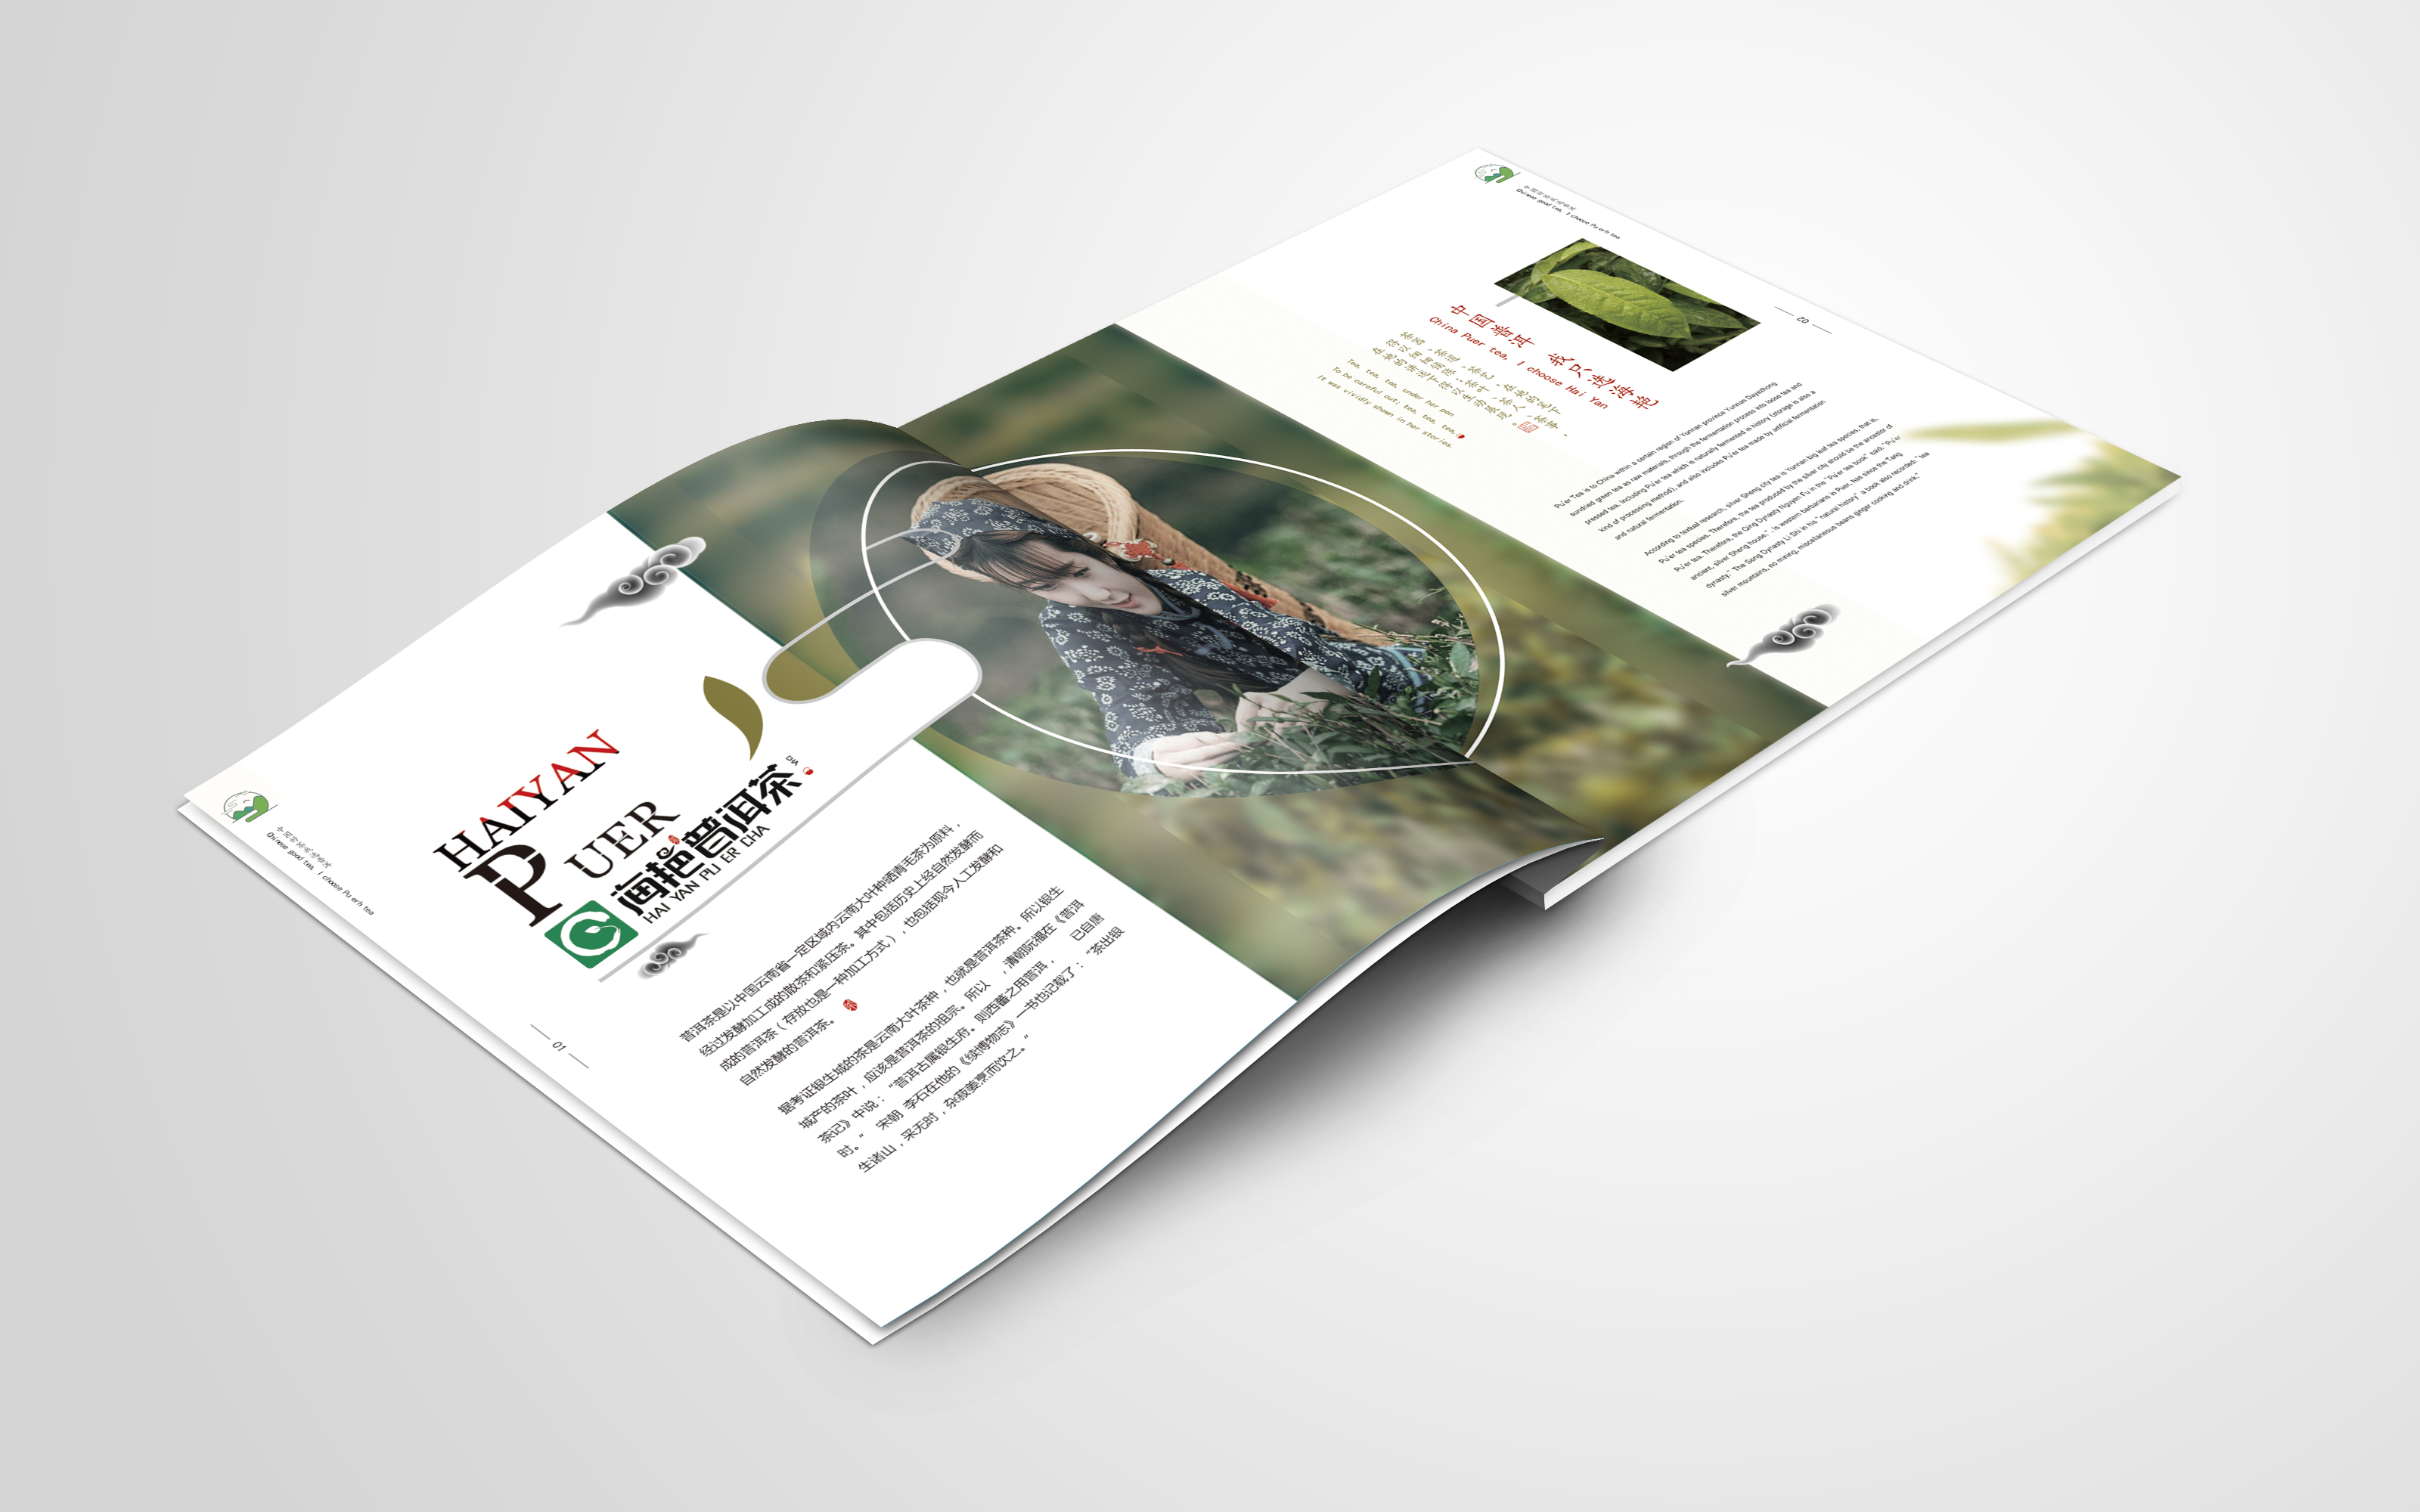 Chinese good tea, I choose Pu erh tea
HAIYAN
PUER
CHA
海艳普洱茶
HAI YAN PU ER CHA
01
普洱茶是以中国云南省一定区域内云南大叶种晒青毛茶为原料，
经过发酵加工成的散茶和紧压茶。其中包括历史上经自然发酵而
成的普洱茶（存放也是一种加工方式），也包括现今人工发酵和
自然发酵的普洱茶。
据考证银生城的茶是云南大叶茶种，也就是普洱茶种。所以银生
城产的茶叶，应该是普洱茶的祖宗。所以 ，清朝阮福在《普洱
茶记》中说：“普洱古属银生府。则西蕃之用普洱， 已自唐
时。” 宋朝 李石在他的《续博物志》一书也记载了：“茶出银
生诸山，采无时，杂菽姜烹而饮之。”
Chinese good tea, I choose Pu erh tea
02
中国普洱 我只选海艳
China Puer tea, I choose Hai Yan
Tea, tea, tea, under her pen
To be careful out; tea, tea, tea,
It was vividly shown in her stories.
Pu'er Tea is to China within a certain region of Yunnan province Yunnan Dayezhong
sundried green tea as raw materials, through the fermentation process into loose tea and
pressed tea. Including Pu'er tea which is naturally fermented in history (storage is also a
kind of processing method), and also includes Pu'er tea made by artificial fermentation
and natural fermentation.
According to textual research, silver Sheng city tea is Yunnan big leaf tea species, that is,
Pu'er tea species. Therefore, the tea produced by the silver city should be the ancestor of
Pu'er tea. Therefore, the Qing Dynasty Nguyen Fu in the "Pu'er tea book" said: "Pu'er
ancient, silver Sheng house." , is western barbarians in Puer, has since the Tang
dynasty." The Song Dynasty Li Shi in his "natural history" a book also recorded: "tea
silver mountains, no mining, miscellaneous beans ginger cooking and drink."